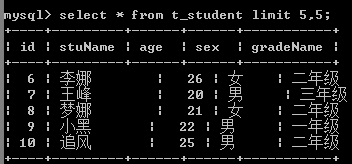 mysql> select * from t_student limit 5,5;
+----+---------+------+------+-----------+
| id | stuName | age | sex | gradeName |
+----+---------+------+------+-----------+
| 6 | 李娜 | 26 | 女 | 二年级
| 7 | 王峰 | 20 | 男 | 三年级
| 8 | 梦娜 | 21 | 女 | 二年级
| 9 | 小黑 | 22 | 男 | 一年级
| 10 | 追风 | 25 | 男 | 二年级
+----+---------+------+------+-----------+